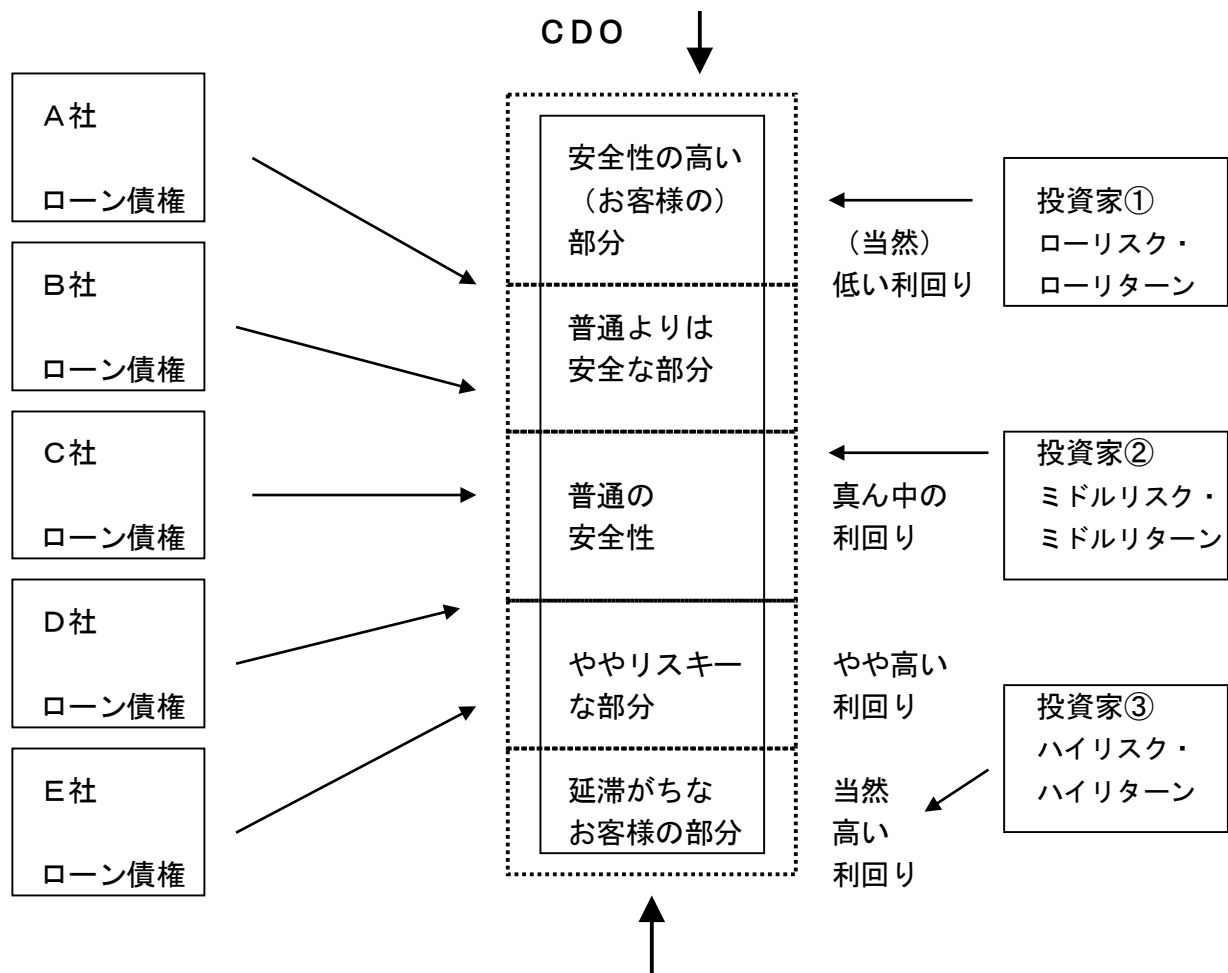 ＣＤＯ
Ａ社
ローン債権
Ｂ社
ローン債権
Ｃ社
ローン債権
Ｄ社
ローン債権
Ｅ社
ローン債権
安全性の高い
（お客様の）
部分
普通よりは
安全な部分
普通の
安全性
ややリスキー
な部分
延滞がちな
お客様の部分
（当然）
低い利回り
真ん中の
利回り
やや高い
利回り
当然
高い
利回り
投資家①
ローリスク・
ローリターン
投資家②
ミドルリスク・
ミドルリターン
投資家③
ハイリスク・
ハイリターン